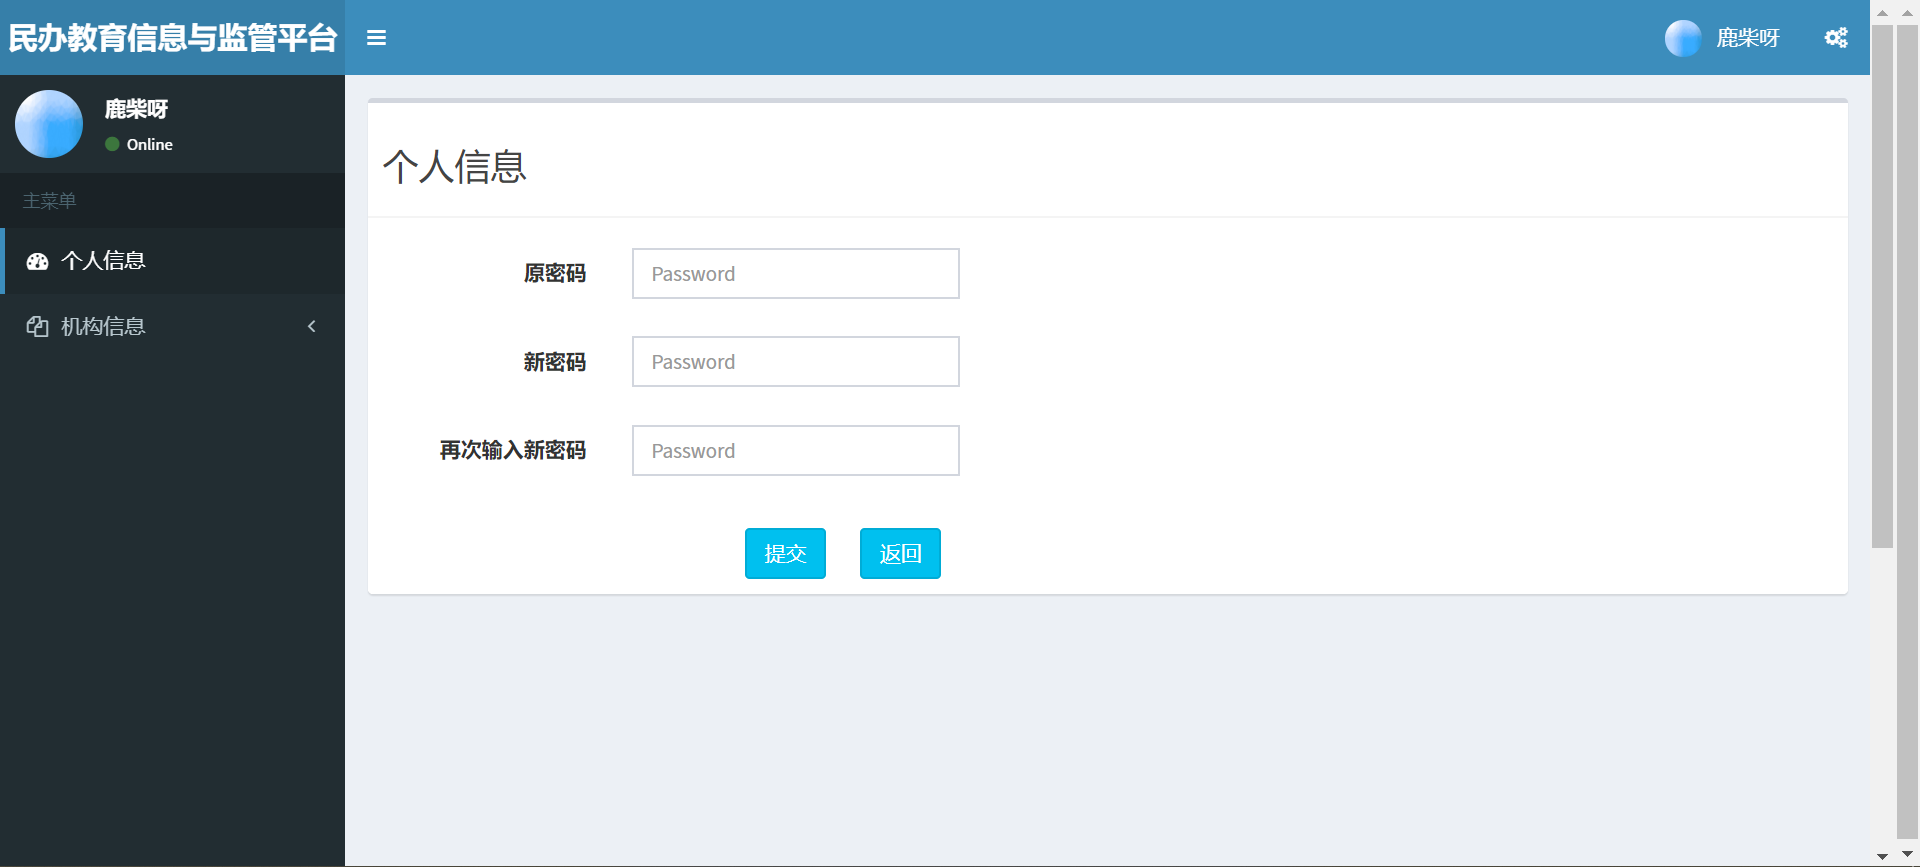 民办教育信息与监管平台
鹿柴呀
鹿柴呀
Online
主菜单
个人信息
机构信息
个人信息
原密码
Password
新密码
Password
再次输入新密码
Password
提交
返回